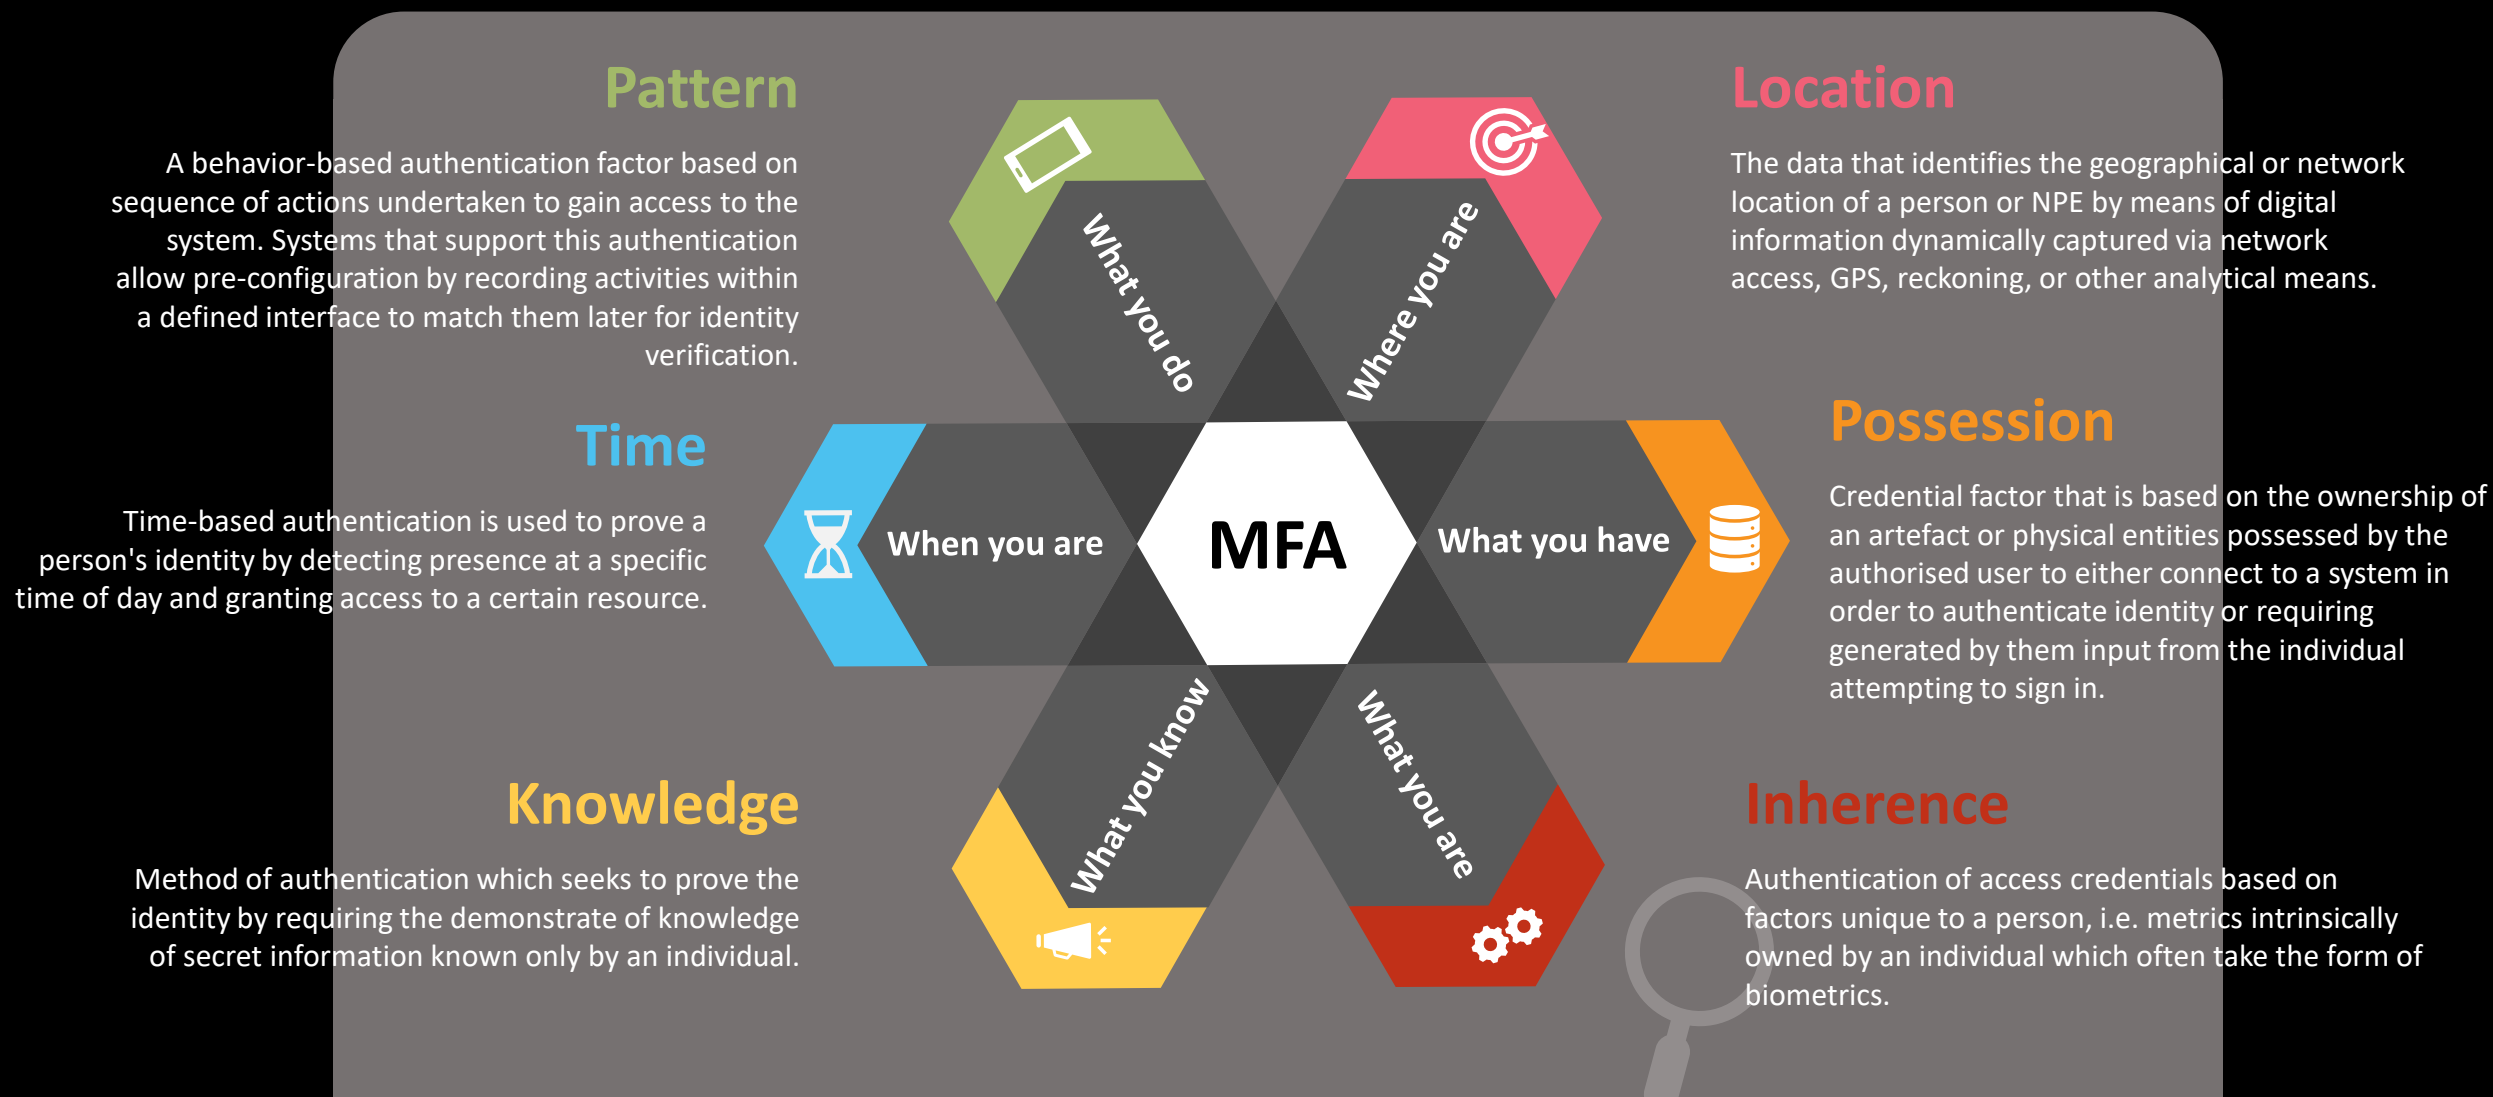 Pattern
A behavior-based authentication factor based on
sequence of actions undertaken to gain access to the
system. Systems that support this authentication
allow pre-configuration by recording activities within
a defined interface to match them later for identity
verification.
Time
Time-based authentication is used to prove a
person's identity by detecting presence at a specific
time of day and granting access to a certain resource.
Knowledge
Method of authentication which seeks to prove the
identity by requiring the demonstrate of knowledge
of secret information known only by an individual.
What you do
Where you are
When you are
MFA
What you have
What you know
What you are
Location
The data that identifies the geographical or network
location of a person or NPE by means of digital
information dynamically captured via network
access, GPS, reckoning, or other analytical means.
Possession
Credential factor that is based on the ownership of
an artefact or physical entities possessed by the
authorised user to either connect to a system in
order to authenticate identity or requiring
generated by them input from the individual
attempting to sign in.
Inherence
Authentication of access credentials based on
factors unique to a person, i.e. metrics intrinsically
owned by an individual which often take the form of
biometrics.